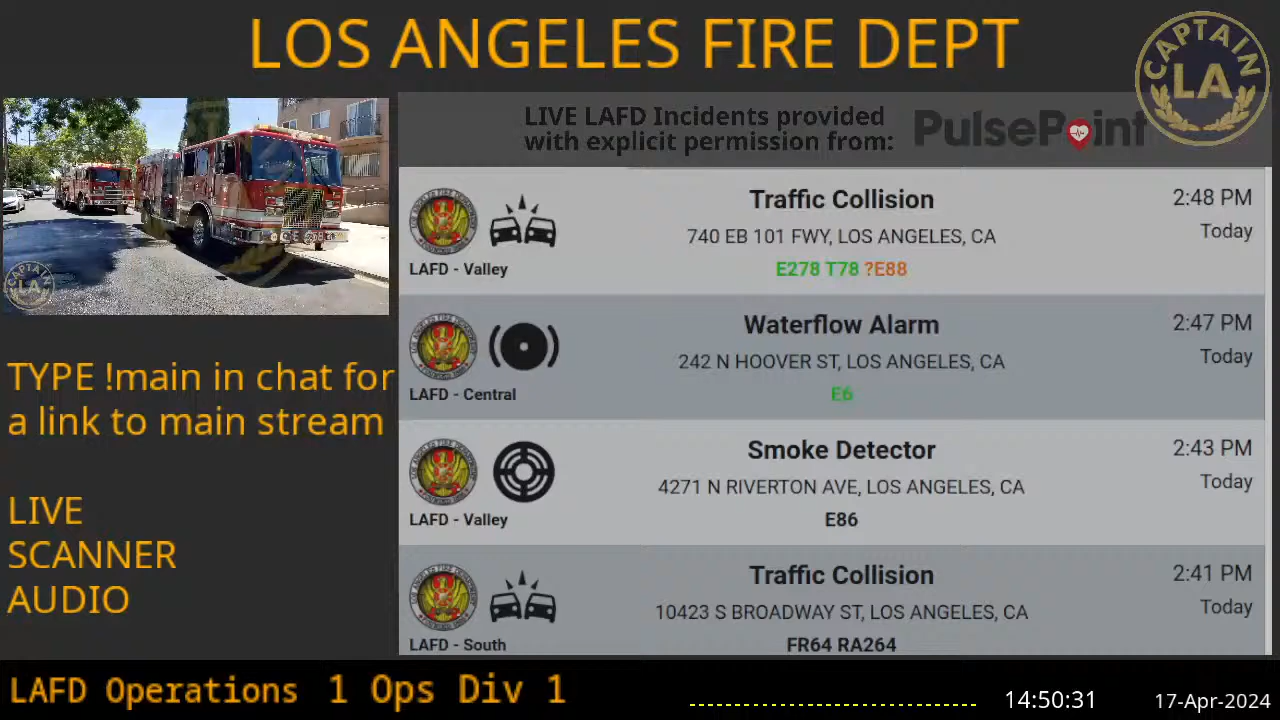 LOS ANGELES FIRE DEPT
CAPTAIN
LA
LIVE LAFD Incidents provided
with explicit permission from:
PulsePoint
Traffic Collision
2:48 PM
740 EB 101 FWY, LOS ANGELES, CA
Today
LAFD - Valley
E278 T78 ?E88
Waterflow Alarm
2:47 PM
242 N HOOVER ST, LOS ANGELES, CA
Today
LAFD - Central
E6
Smoke Detector
2:43 PM
4271 N RIVERTON AVE, LOS ANGELES, CA
Today
LAFD - Valley
E86
Traffic Collision
2:41 PM
10423 S BROADWAY ST, LOS ANGELES, CA
Today
LAFD - South
FR64 RA264
TYPE !main in chat for
a link to main stream
LIVE
SCANNER
AUDIO
LAFD Operations 1 Ops Div 1
14:50:31
17-Apr-2024